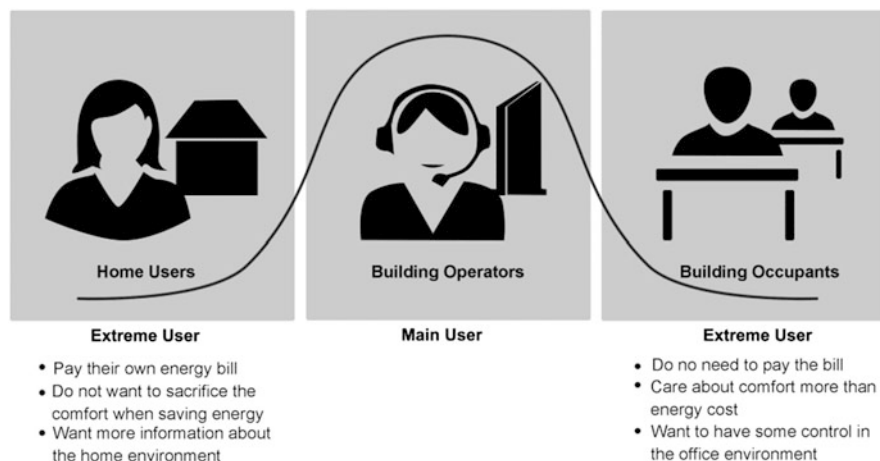 Home Users
Building Operators
Building Occupants
Extreme User
Main User
Extreme User
• Pay their own energy bill
• Do not want to sacrifice the
comfort when saving energy
• Want more information about
the home environment
• Do no need to pay the bill
• Care about comfort more than
energy cost
• Want to have some control in
the office environment